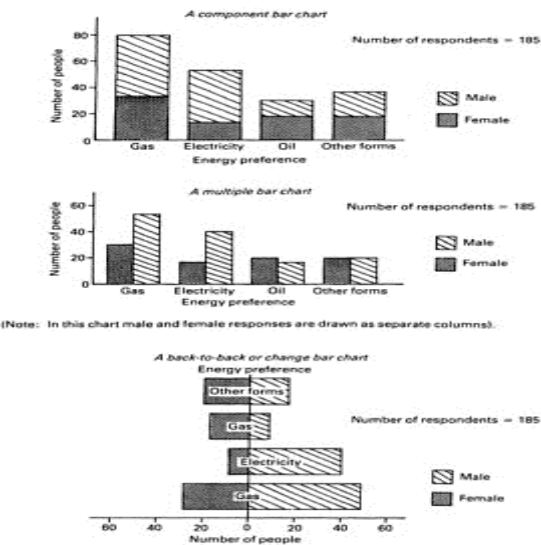 A component bar chart
Number of respondents = 185
Number of people
80
60
40
20
0
Male
Female
Gas Electricity Oil Other forms
Energy preference
A multiple bar chart
Number of respondents = 185
Number of people
60
40
20
0
Male
Female
Gas Electricity Oil Other forms
Energy preference
(Note: In this chart male and female responses are drawn as separate columns).
A back-to-back or change bar chart
Energy preference
Other forms
Gas
Number of respondents = 185
Electricity
Male
Gas
Female
60 40 20 0 20 40 60
Number of people